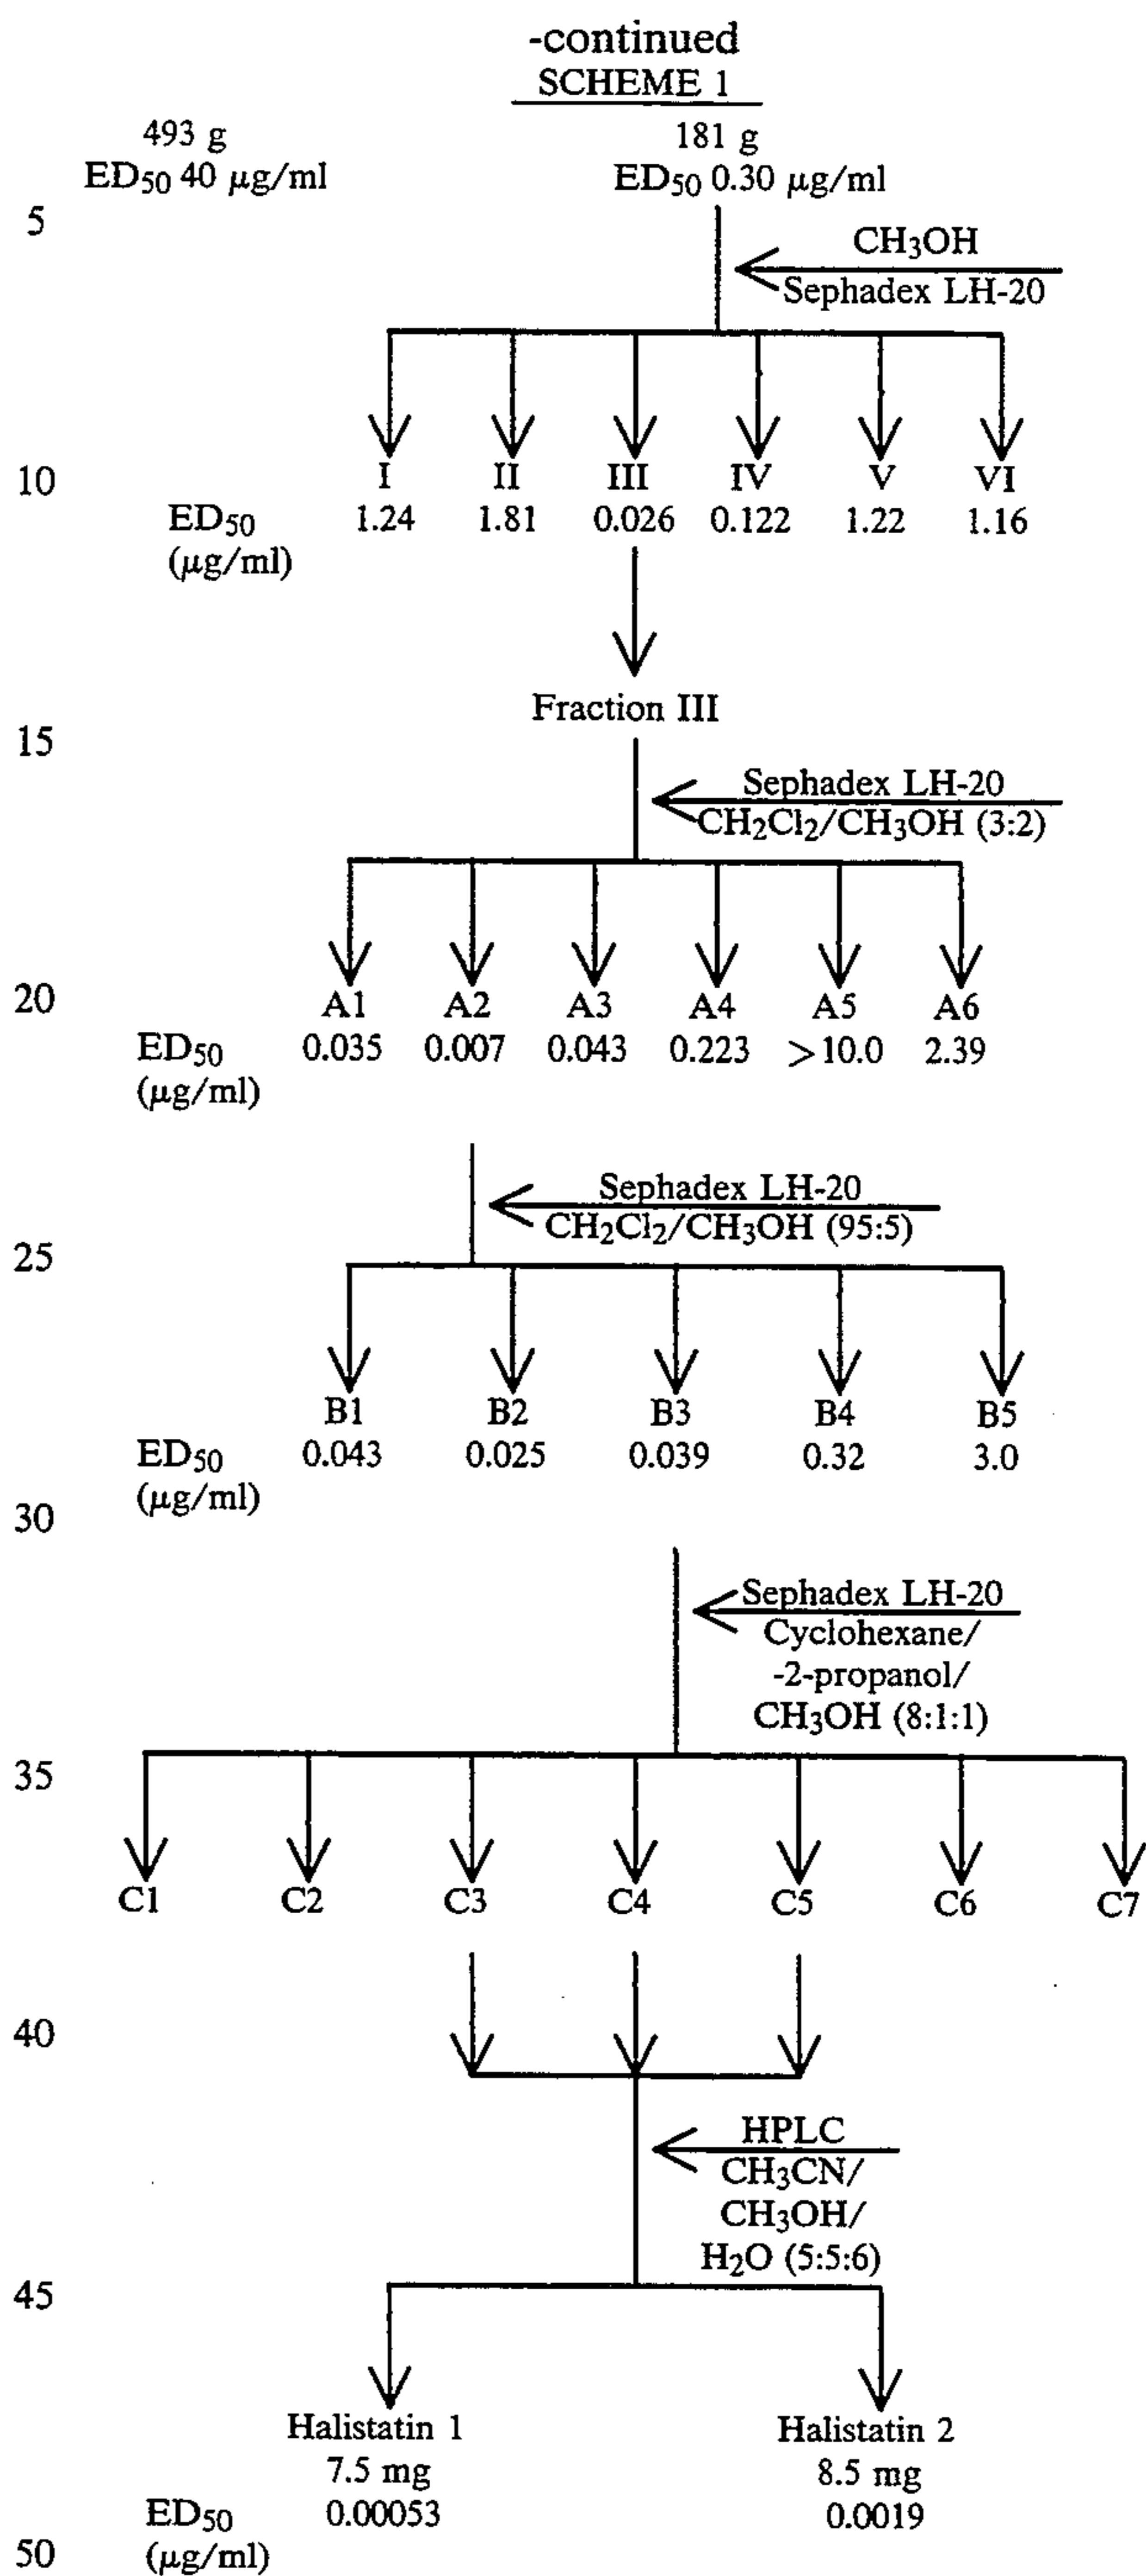 -continued
SCHEME 1
493 g 181 g
ED50 40 μg/ml ED50 0.30 μg/ml
5
CH3OH
Sephadex LH-20
I II III IV V VI
10
ED50 1.24 1.81 0.026 0.122 1.22 1.16
(μg/ml)
Fraction III
15
Sephadex LH-20
CH2Cl2/CH3OH (3:2)
A1 A2 A3 A4 A5 A6
20
ED50 0.035 0.007 0.043 0.223 >10.0 2.39
(μg/ml)
Sephadex LH-20
CH2Cl2/CH3OH (95:5)
25
B1 B2 B3 B4 B5
ED50 0.043 0.025 0.039 0.32 3.0
(μg/ml)
30
Sephadex LH-20
Cyclohexane/
-2-propanol/
CH3OH (8:1:1)
35
C1 C2 C3 C4 C5 C6 C7
40
HPLC
CH3CN/
CH3OH/
H2O (5:5:6)
45
Halistatin 1 Halistatin 2
7.5 mg 8.5 mg
ED50 0.00053 0.0019
(μg/ml)
50